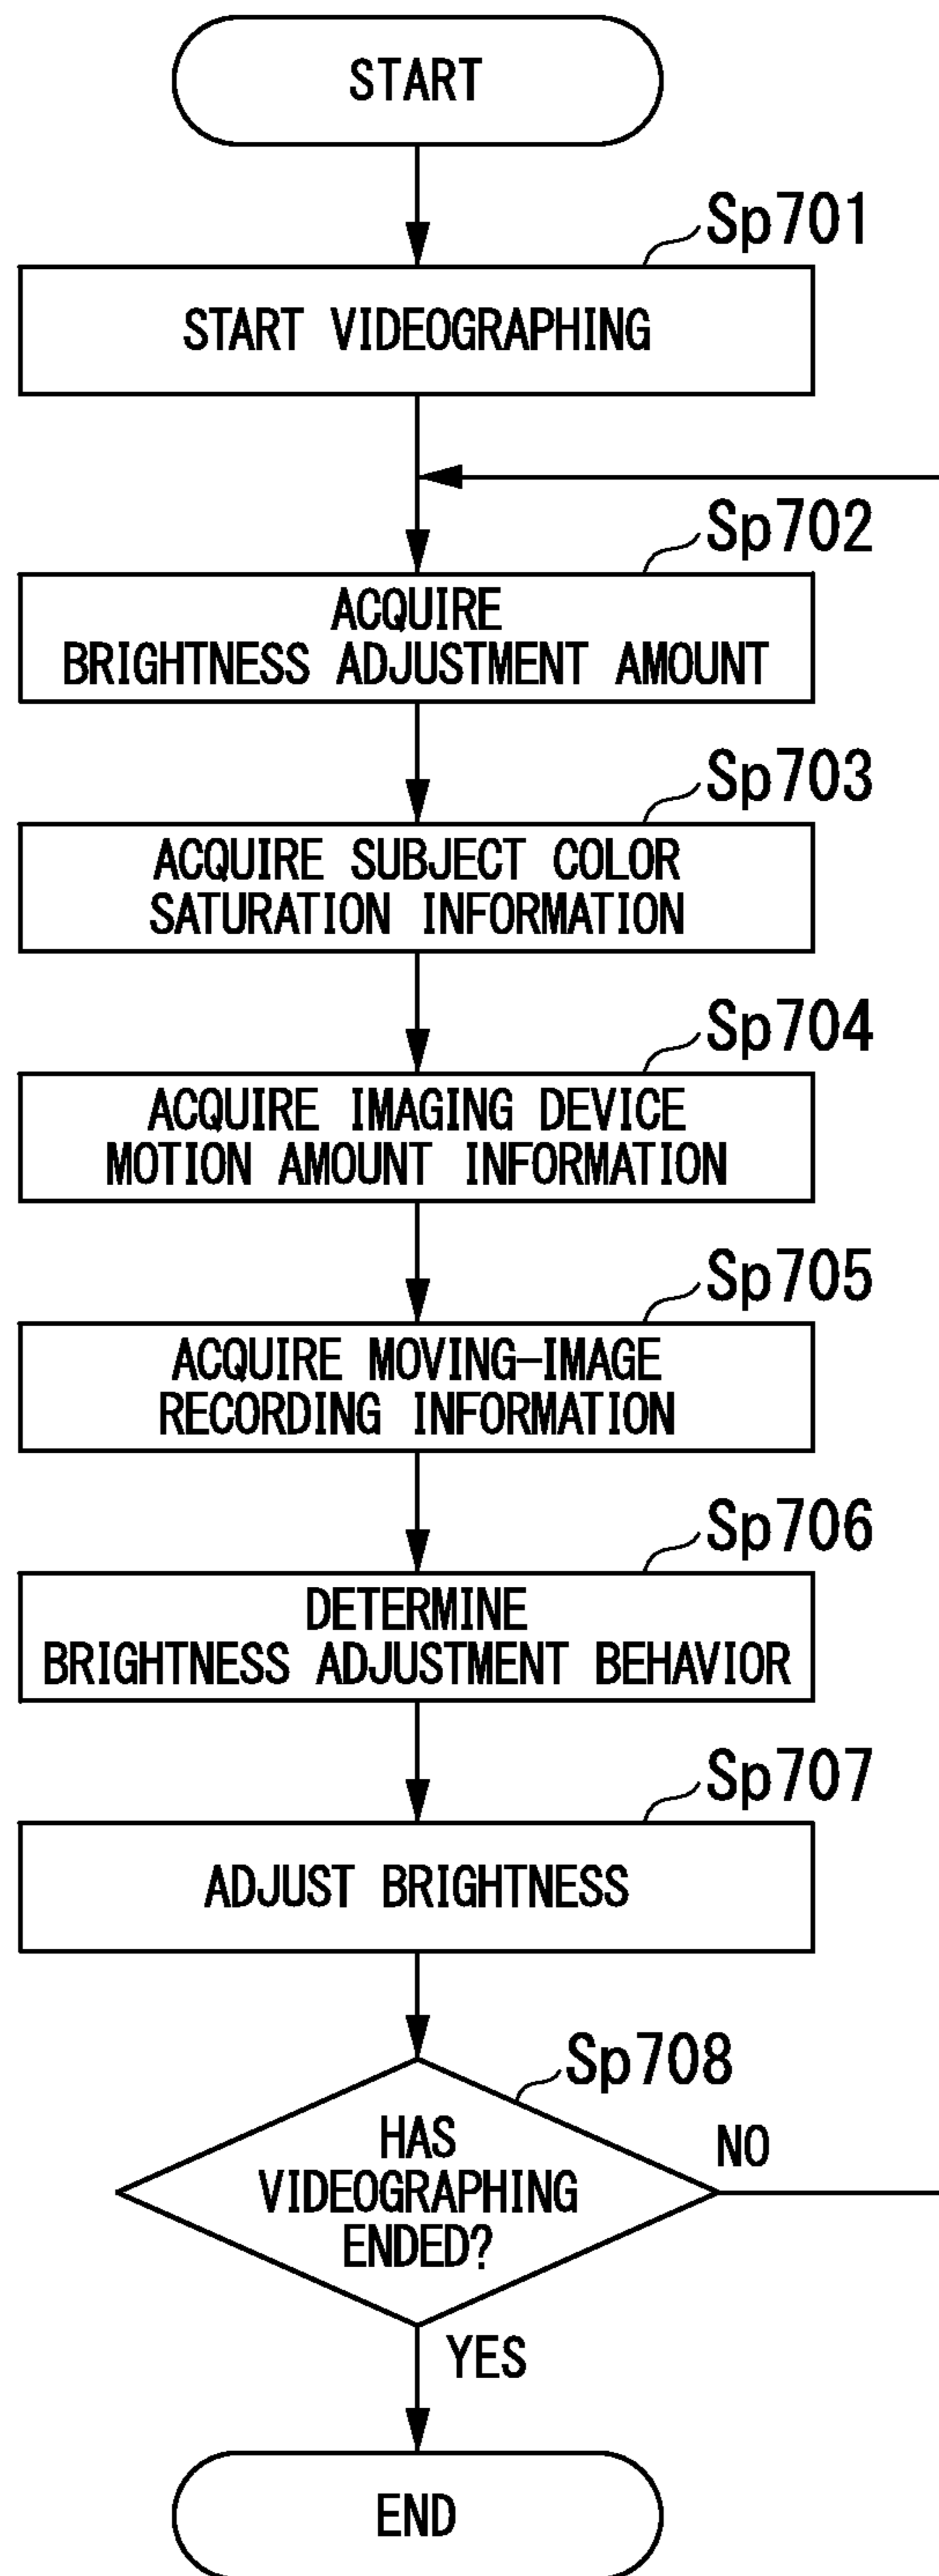 START
Sp701
START VIDEOGRAPHING
Sp702
ACQUIRE
BRIGHTNESS ADJUSTMENT AMOUNT
Sp703
ACQUIRE SUBJECT COLOR
SATURATION INFORMATION
Sp704
ACQUIRE IMAGING DEVICE
MOTION AMOUNT INFORMATION
Sp705
ACQUIRE MOVING-IMAGE
RECORDING INFORMATION
Sp706
DETERMINE
BRIGHTNESS ADJUSTMENT BEHAVIOR
Sp707
ADJUST BRIGHTNESS
Sp708
HAS
VIDEOGRAPHING
ENDED?
NO
YES
END